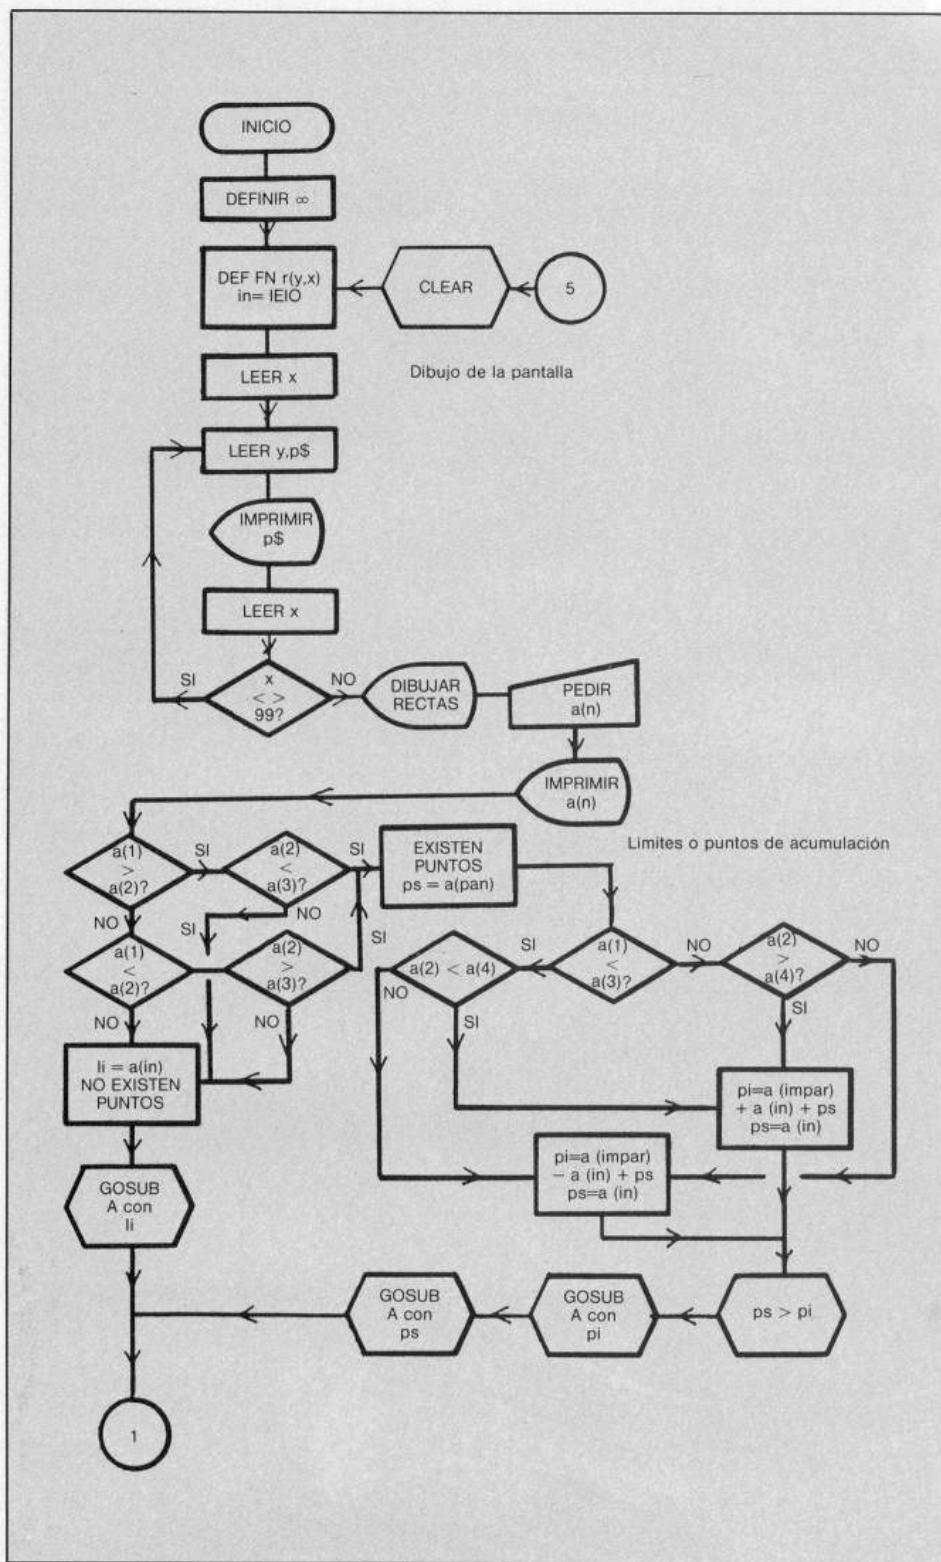 INICIO
DEFINIR ∞
DEF FN r(y,x)
in= IEIO
CLEAR
5
LEER x
Dibujo de la pantalla
LEER y,p$
IMPRIMIR
p$
LEER x
x
< >
99?
SI
NO
DIBUJAR
RECTAS
PEDIR
a(n)
IMPRIMIR
a(n)
Limites o puntos de acumulación
a(1)
>
a(2)?
SI
NO
a(2)
<
a(3)?
SI
NO
EXISTEN
PUNTOS
ps = a(pan)
a(1)
<
a(2)?
SI
NO
a(2)
>
a(3)?
SI
NO
a(2) < a(4)
NO
SI
a(1)
<
a(3)?
SI
NO
a(2)
>
a(4)?
NO
SI
li = a(in)
NO EXISTEN
PUNTOS
pi=a (impar)
+ a (in) + ps
ps=a (in)
pi=a (impar)
− a (in) + ps
ps=a (in)
GOSUB
A con
li
GOSUB
A con
ps
GOSUB
A con
pi
ps > pi
1